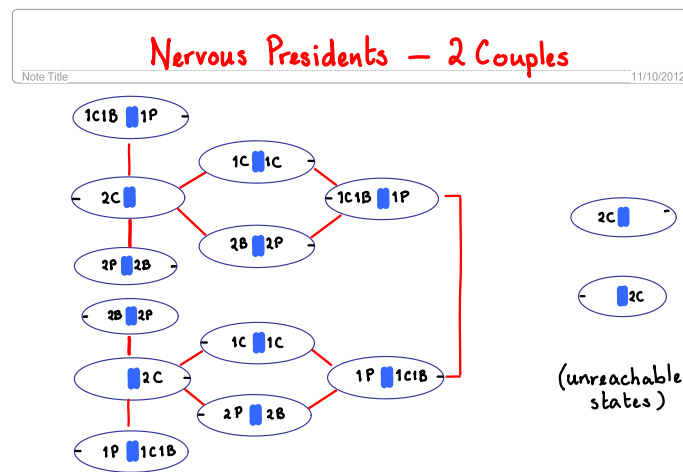 Nervous Presidents – 2 Couples
Note Title
11/10/2012
1C1B 1P
1C 1C
2C
1C1B 1P
2C
2B 2P
2P 2B
2C
2B 2P
1C 1C
2C
1P 1C1B
(unreachable
states)
2P 2B
1P 1C1B